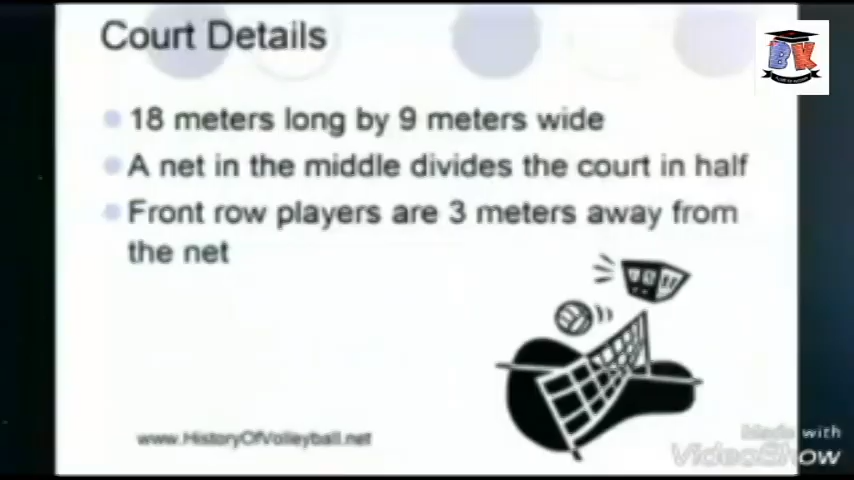 Court Details
18 meters long by 9 meters wide
A net in the middle divides the court in half
Front row players are 3 meters away from
the net
www.HistoryOfVolleyball.net
BK
Made with
VideoShow